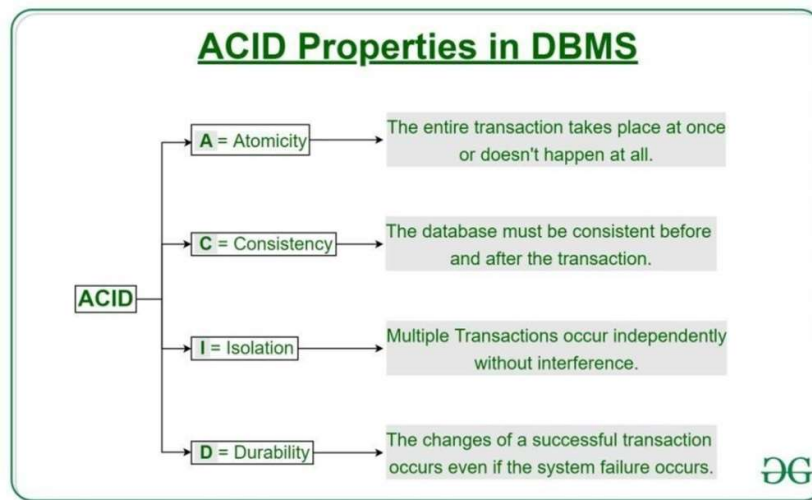 ACID Properties in DBMS
A = Atomicity
The entire transaction takes place at once
or doesn't happen at all.
C = Consistency
The database must be consistent before
and after the transaction.
ACID
I = Isolation
Multiple Transactions occur independently
without interference.
D = Durability
The changes of a successful transaction
occurs even if the system failure occurs.